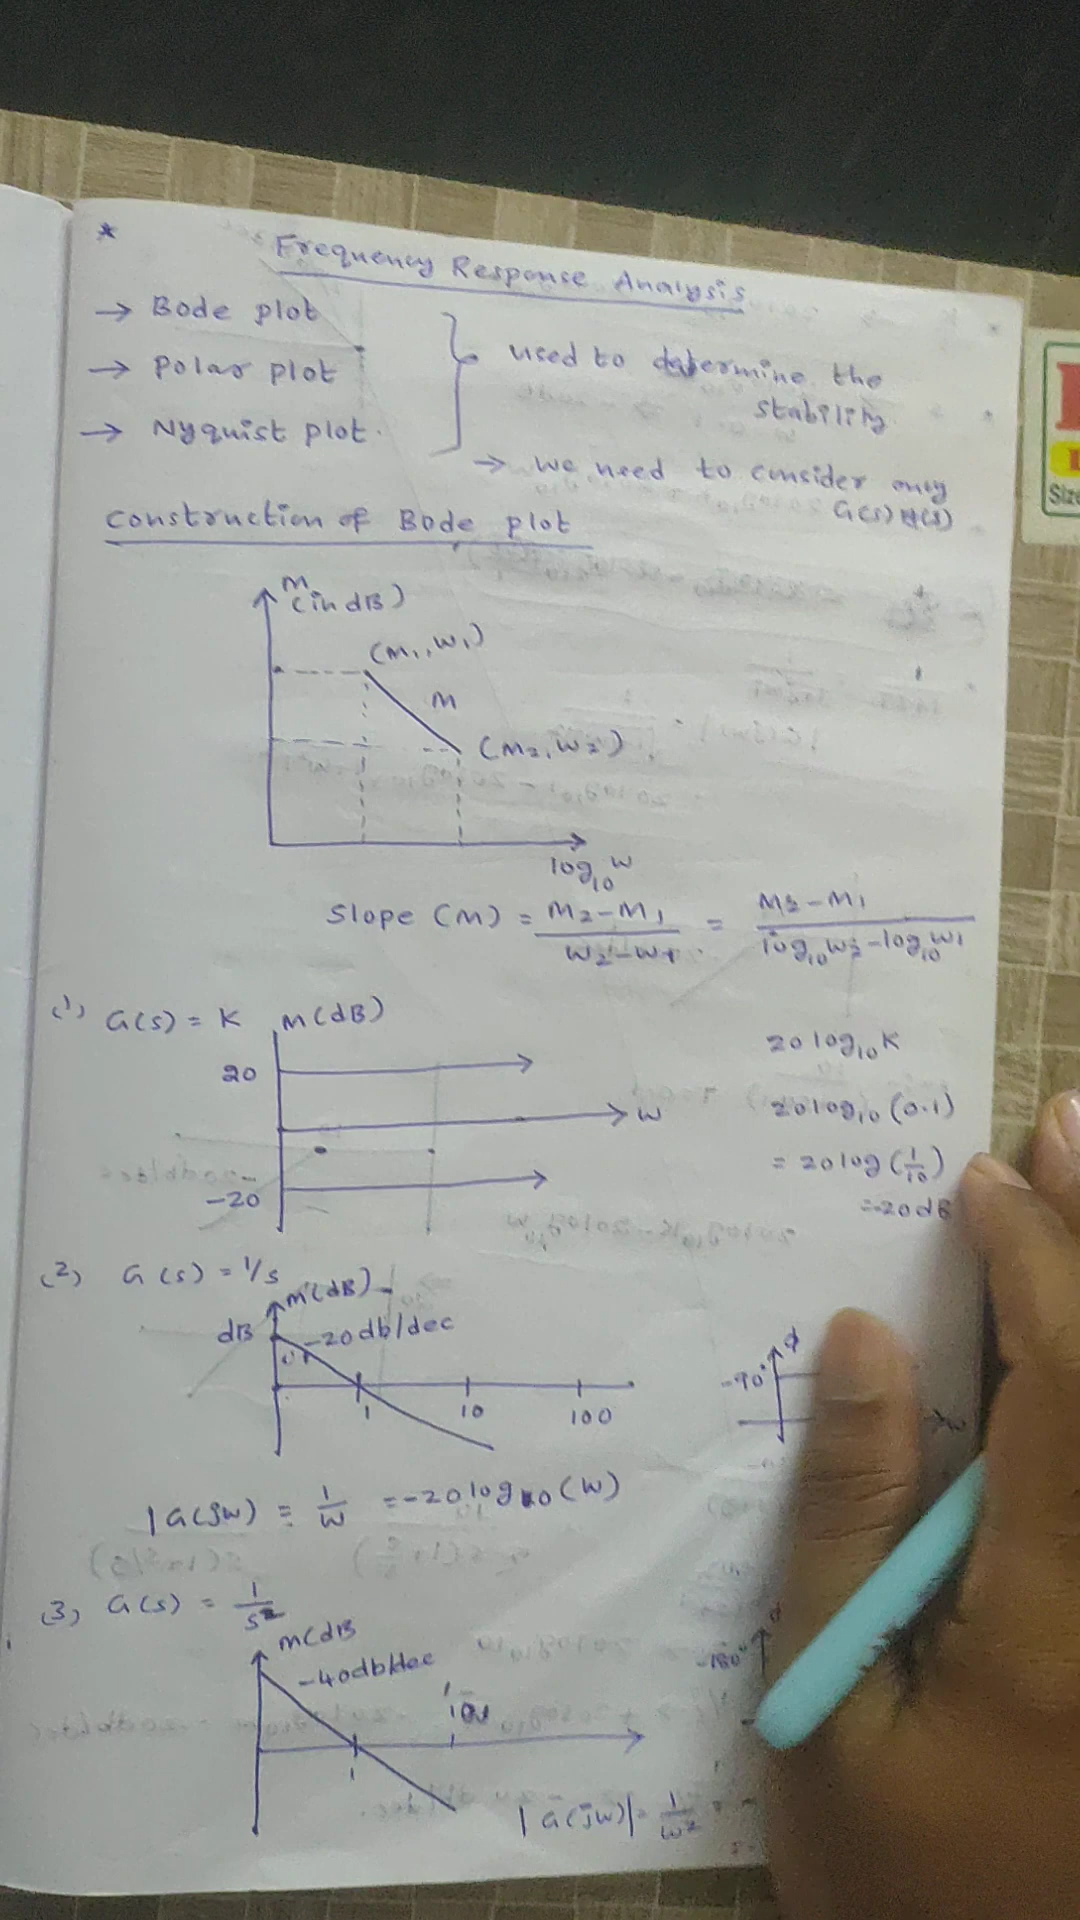 *
Frequency Response Analysis
→ Bode plot
→ Polar plot
→ Nyquist plot.
used to determine the
stability
→ we need to consider only
G(s) H(s)
Construction of Bode plot
M
(in dB)
(M1, W1)
M
(M2, W2)
log10 W
Slope (M) = M2-M1 / W2-W1 = M2-M1 / log10 W2 - log10 W1
(1) G(s) = K M(dB)
20
W
-20
20 log10 K
20 log10 (0.1)
= 20 log (1/10)
=-20dB
(2) G(s) = 1/s
M(dB)
dB
-20 db/dec
1 10 100
ϕ
-90°
W
|G(jw) = 1/w = -20 log10 (W)
(3) G(s) = 1/s²
M(dB
-40db/dec
1
-180°
|G(jw)| = 1/w²
Size